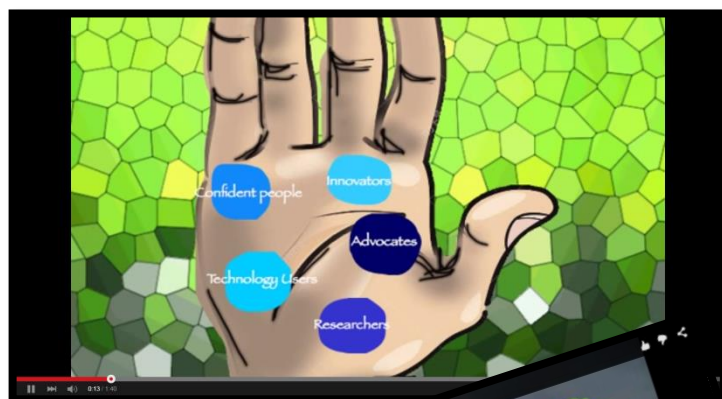 Confident people
Innovators
Advocates
Technology Users
Researchers
0:13 / 1:46